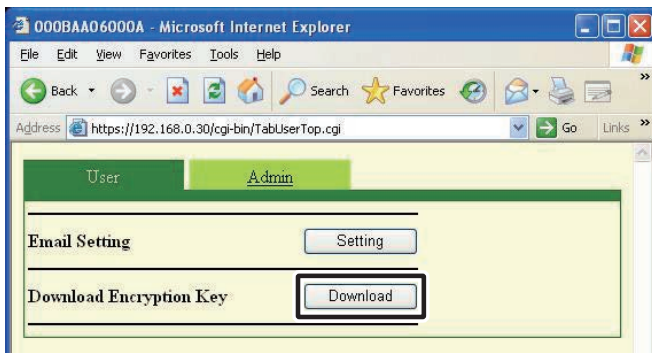 000BAA06000A - Microsoft Internet Explorer
File Edit View Favorites Tools Help
Back Search Favorites »
Address https://192.168.0.30/cgi-bin/TabUserTop.cgi Go Links »
User Admin
Email Setting Setting
Download Encryption Key Download